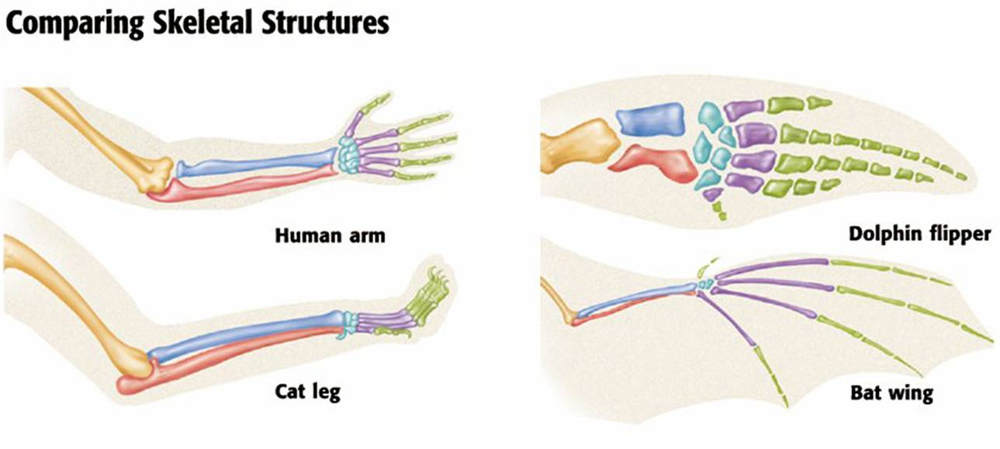 Comparing Skeletal Structures
Human arm
Dolphin flipper
Cat leg
Bat wing